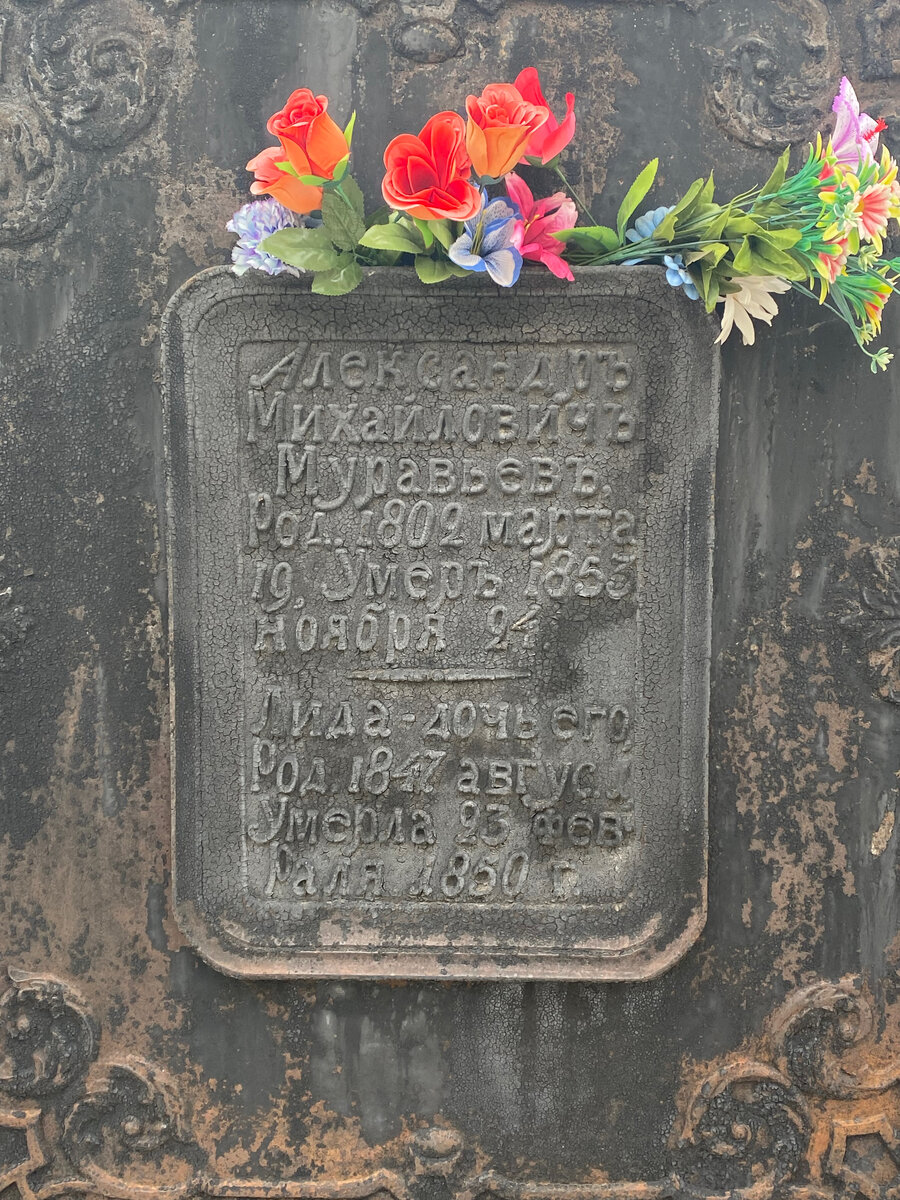 Александръ
Михайловичъ
Муравьевъ.
Род. 1802 марта
19. Умеръ 1853
ноября 24.
Лида-дочь его
Род. 1847 август.
Умерла 23 фев-
раля 1850 г.